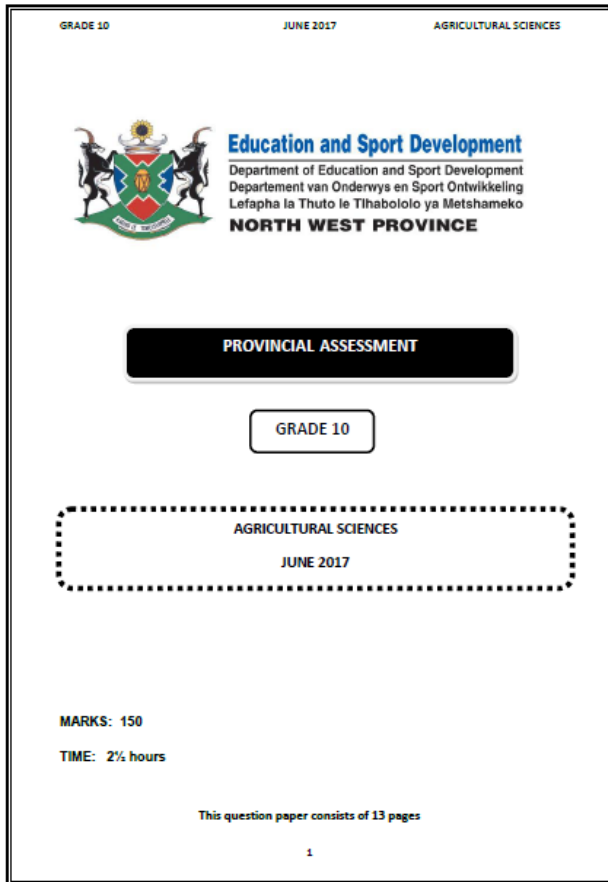 GRADE 10 JUNE 2017 AGRICULTURAL SCIENCES
Education and Sport Development
Department of Education and Sport Development
Departement van Onderwys en Sport Ontwikkeling
Lefapha la Thuto le Tlhabololo ya Metshameko
NORTH WEST PROVINCE
PROVINCIAL ASSESSMENT
GRADE 10
AGRICULTURAL SCIENCES
JUNE 2017
MARKS: 150
TIME: 2½ hours
This question paper consists of 13 pages
1